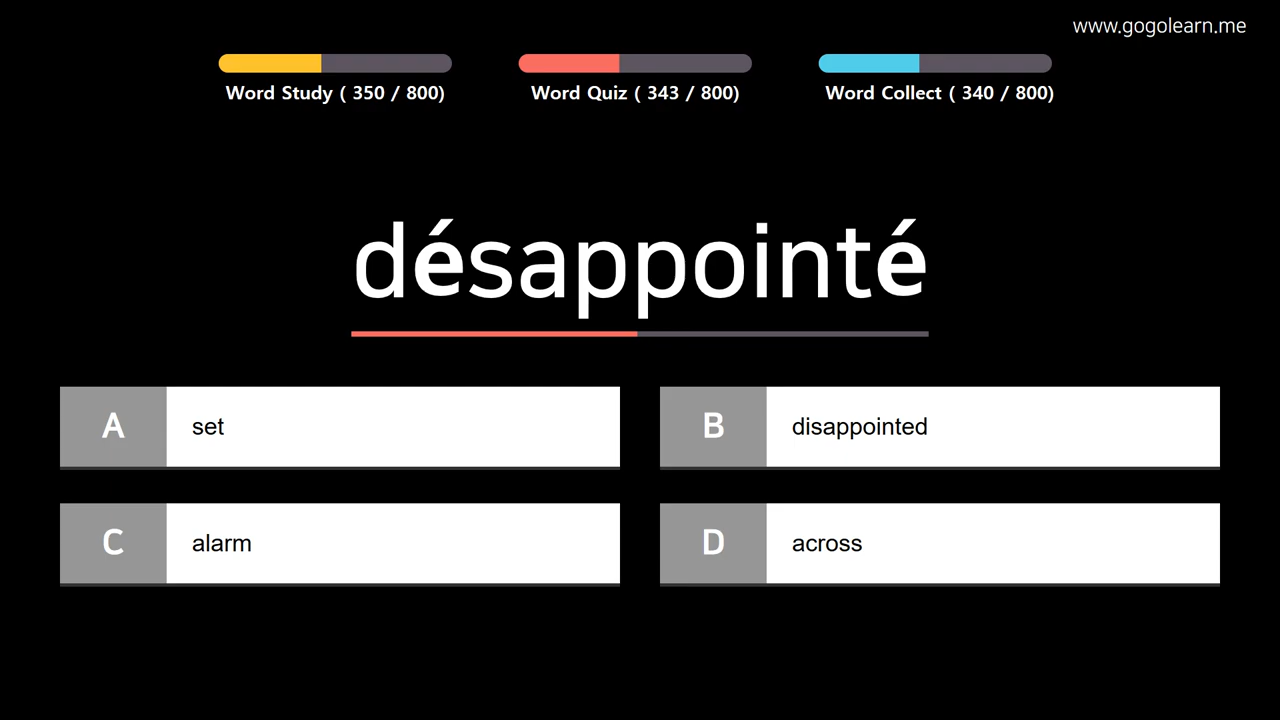 www.gogolearn.me
Word Study ( 350 / 800)
Word Quiz ( 343 / 800)
Word Collect ( 340 / 800)
désappointé
A set
B disappointed
C alarm
D across